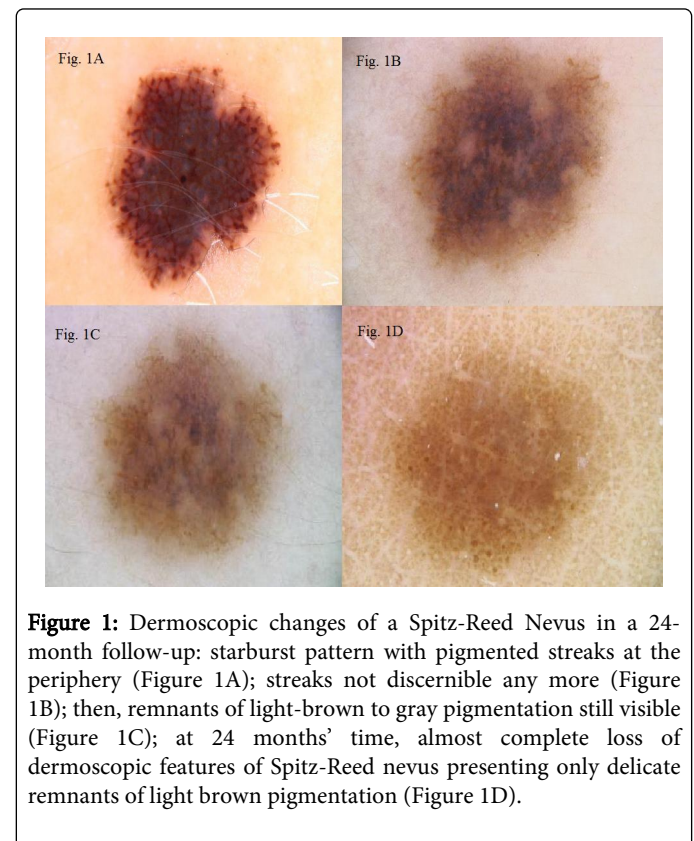 Fig. 1A
Fig. 1B
Fig. 1C
Fig. 1D
Figure 1: Dermoscopic changes of a Spitz-Reed Nevus in a 24-
month follow-up: starburst pattern with pigmented streaks at the
periphery (Figure 1A); streaks not discernible any more (Figure
1B); then, remnants of light-brown to gray pigmentation still visible
(Figure 1C); at 24 months’ time, almost complete loss of
dermoscopic features of Spitz-Reed nevus presenting only delicate
remnants of light brown pigmentation (Figure 1D).